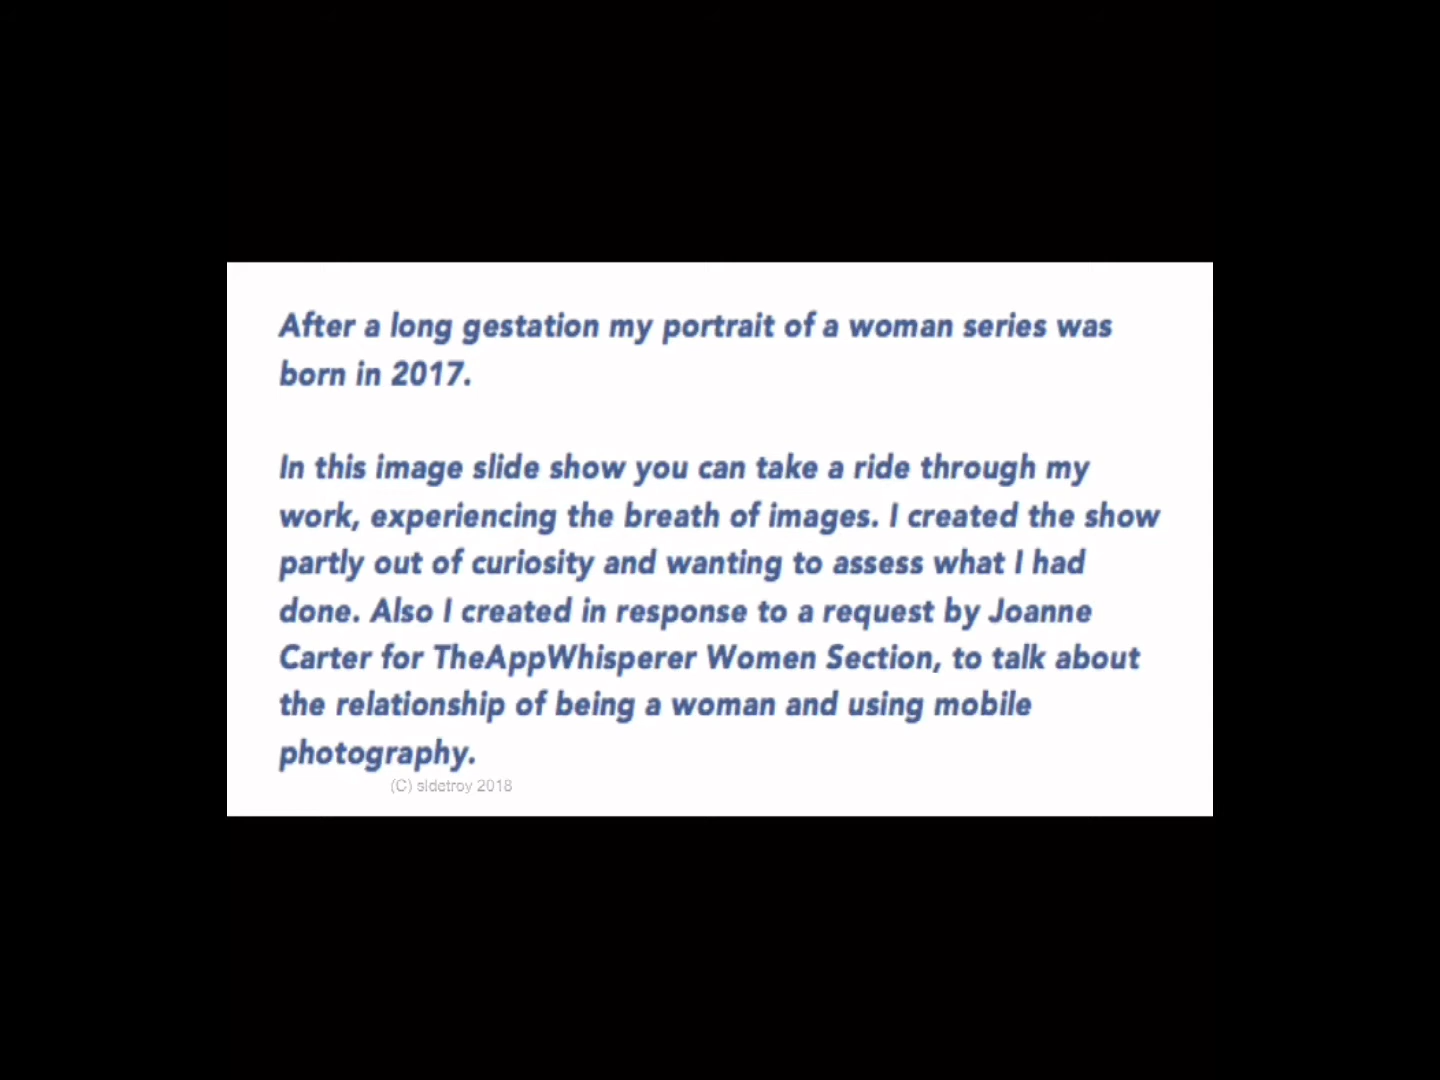 After a long gestation my portrait of a woman series was
born in 2017.
In this image slide show you can take a ride through my
work, experiencing the breath of images. I created the show
partly out of curiosity and wanting to assess what I had
done. Also I created in response to a request by Joanne
Carter for TheAppWhisperer Women Section, to talk about
the relationship of being a woman and using mobile
photography.
(C) sldetroy 2018